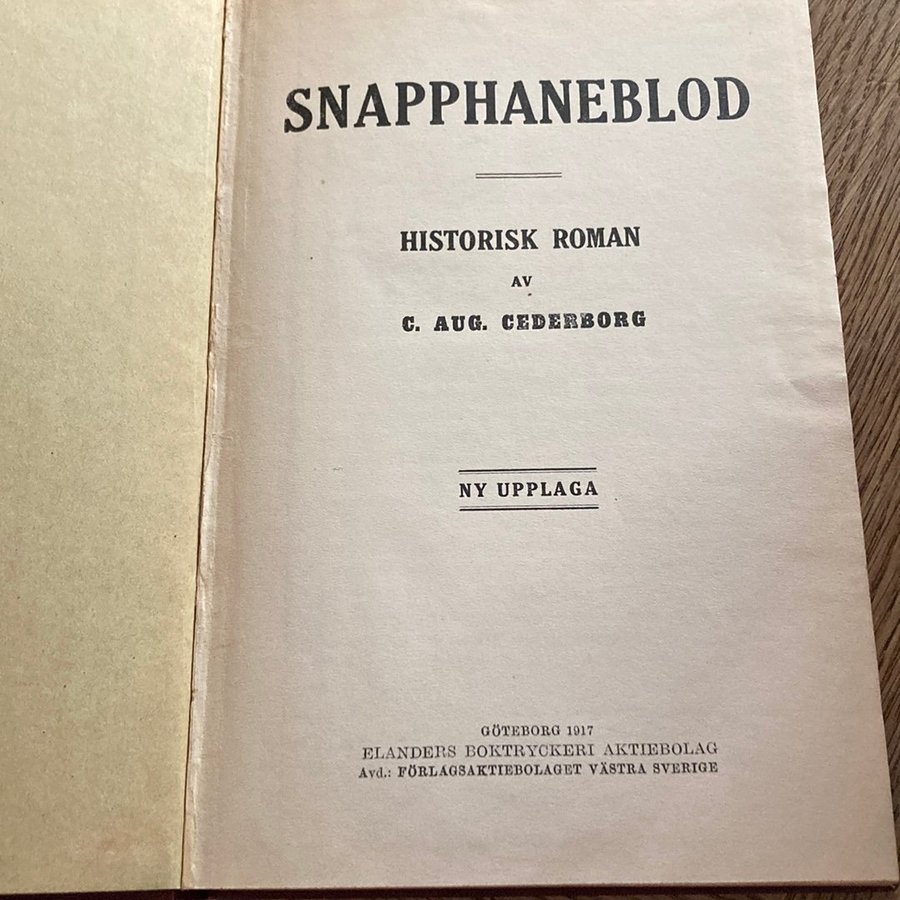 SNAPPHANEBLOD
HISTORISK ROMAN
AV
C. AUG. CEDERBORG
NY UPPLAGA
GÖTEBORG 1917
ELANDERS BOKTRYCKERI AKTIEBOLAG
Avd.: FÖRLAGSAKTIEBOLAGET VÄSTRA SVERIGE